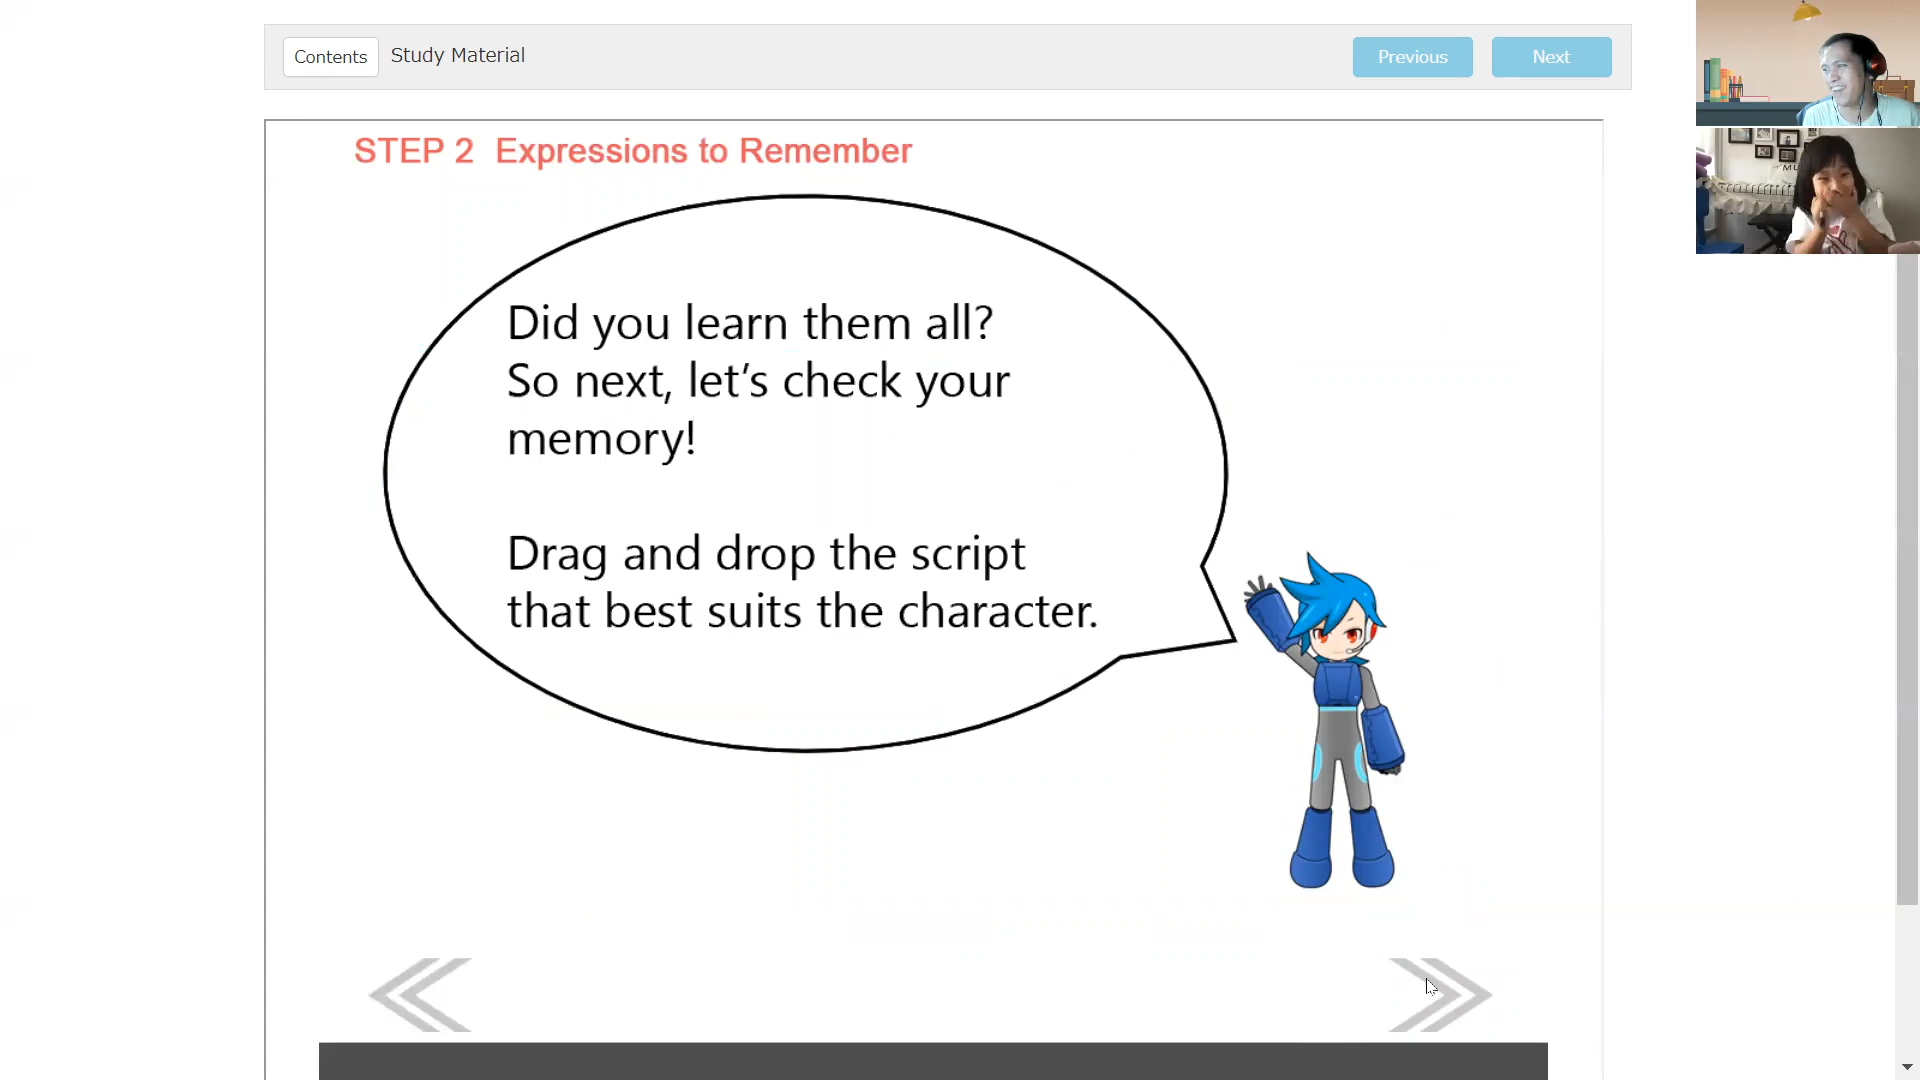 Contents
Study Material
Previous
Next
STEP 2 Expressions to Remember
Did you learn them all?
So next, let's check your
memory!
Drag and drop the script
that best suits the character.